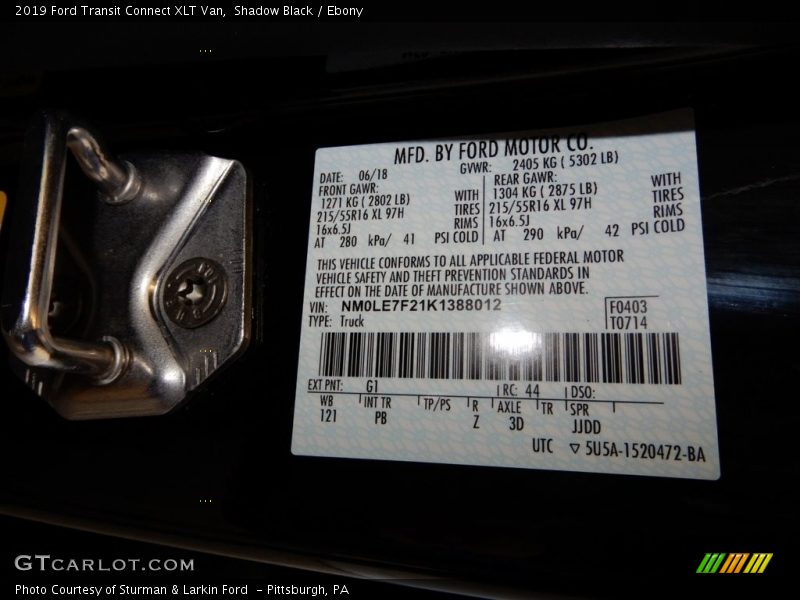 2019 Ford Transit Connect XLT Van,  Shadow Black / Ebony
MFD. BY FORD MOTOR CO.
DATE: 06/18 GVWR: 2405 KG ( 5302 LB)
FRONT GAWR: REAR GAWR:
1271 KG ( 2802 LB) WITH 1304 KG ( 2875 LB) WITH
215/55R16 XL 97H TIRES 215/55R16 XL 97H TIRES
16x6.5J RIMS 16x6.5J RIMS
AT 280 kPa/ 41 PSI COLD AT 290 kPa/ 42 PSI COLD
THIS VEHICLE CONFORMS TO ALL APPLICABLE FEDERAL MOTOR
VEHICLE SAFETY AND THEFT PREVENTION STANDARDS IN
EFFECT ON THE DATE OF MANUFACTURE SHOWN ABOVE.
VIN: NM0LE7F21K1388012 F0403
TYPE: Truck T0714
EXT PNT: G1 RC: 44 DSO:
WB INT TR TP/PS R AXLE TR SPR
121 PB Z 3D JJDD
UTC ▽ 5U5A-1520472-BA
GTCARLOT.COM
Photo Courtesy of Sturman & Larkin Ford  - Pittsburgh, PA